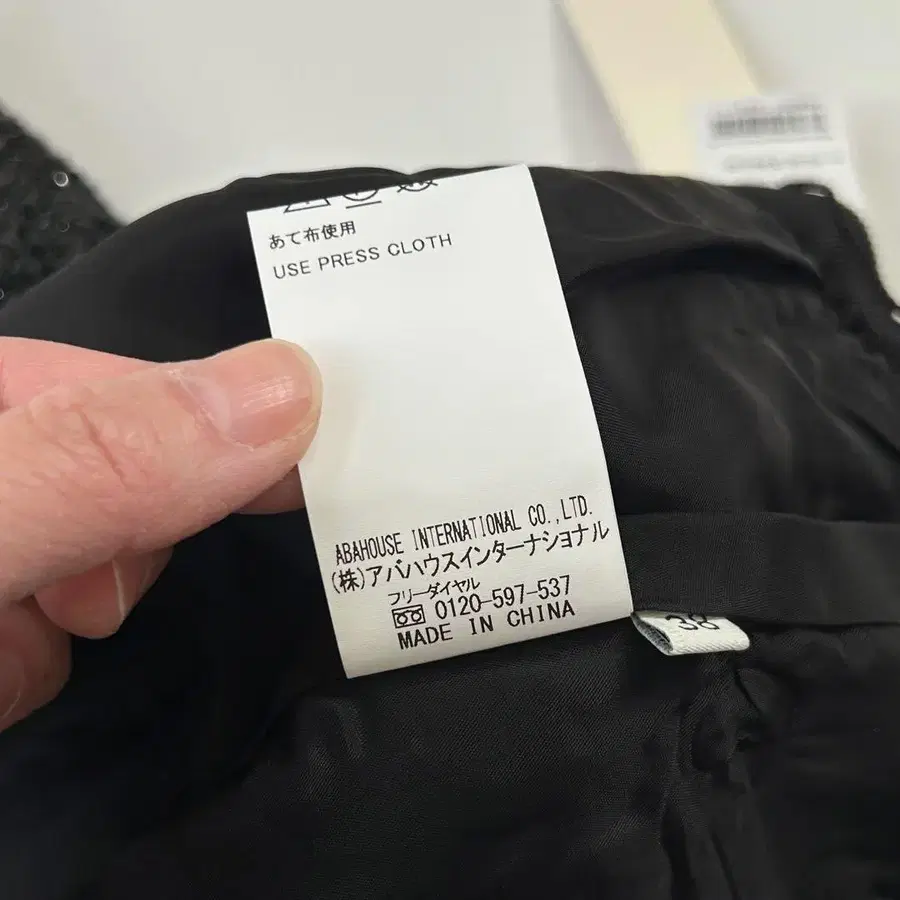 あて布使用
USE PRESS CLOTH
ABAHOUSE INTERNATIONAL CO.,LTD.
(株)アバハウスインターナショナル
フリーダイヤル
0120-597-537
MADE IN CHINA
38